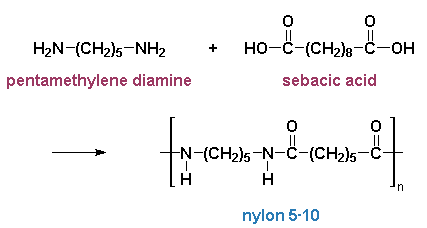 H₂N–(CH₂)₅–NH₂ + HO–C(=O)–(CH₂)₈–C(=O)–OH
pentamethylene diamine sebacic acid
[–N(H)–(CH₂)₅–N(H)–C(=O)–(CH₂)₅–C(=O)–]n
nylon 5-10